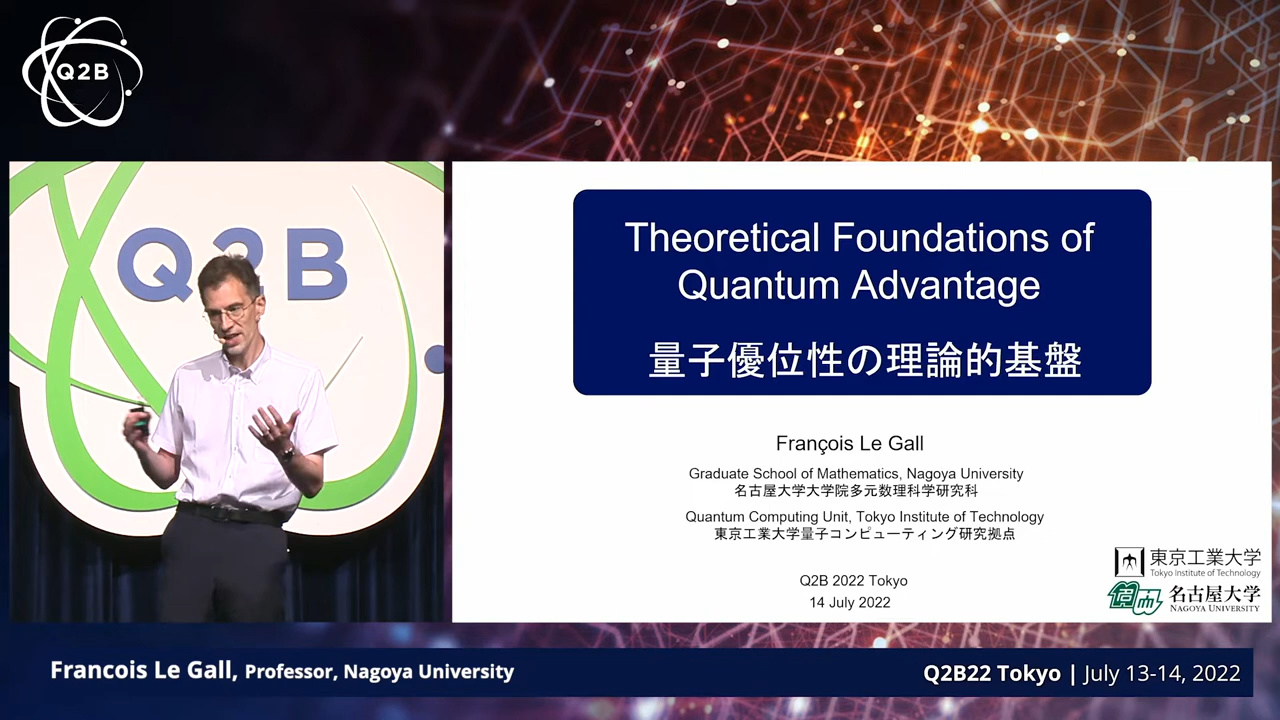 Q2B
Q2B
Theoretical Foundations of
Quantum Advantage
量子優位性の理論的基盤
François Le Gall
Graduate School of Mathematics, Nagoya University
名古屋大学大学院多元数理科学研究科
Quantum Computing Unit, Tokyo Institute of Technology
東京工業大学量子コンピューティング研究拠点
Q2B 2022 Tokyo
14 July 2022
東京工業大学
Tokyo Institute of Technology
名古屋大学
NAGOYA UNIVERSITY
Francois Le Gall, Professor, Nagoya University
Q2B22 Tokyo | July 13-14, 2022